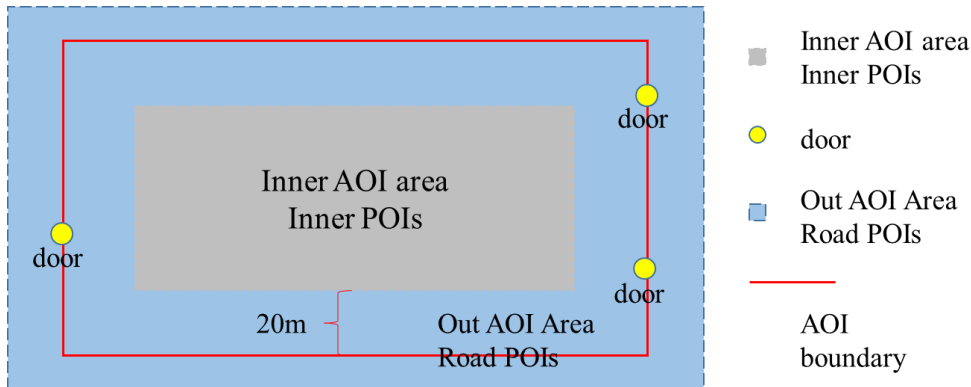 door
Inner AOI area
Inner POIs
door
door
20m
Out AOI Area
Road POIs
Inner AOI area
Inner POIs
door
Out AOI Area
Road POIs
AOI
boundary